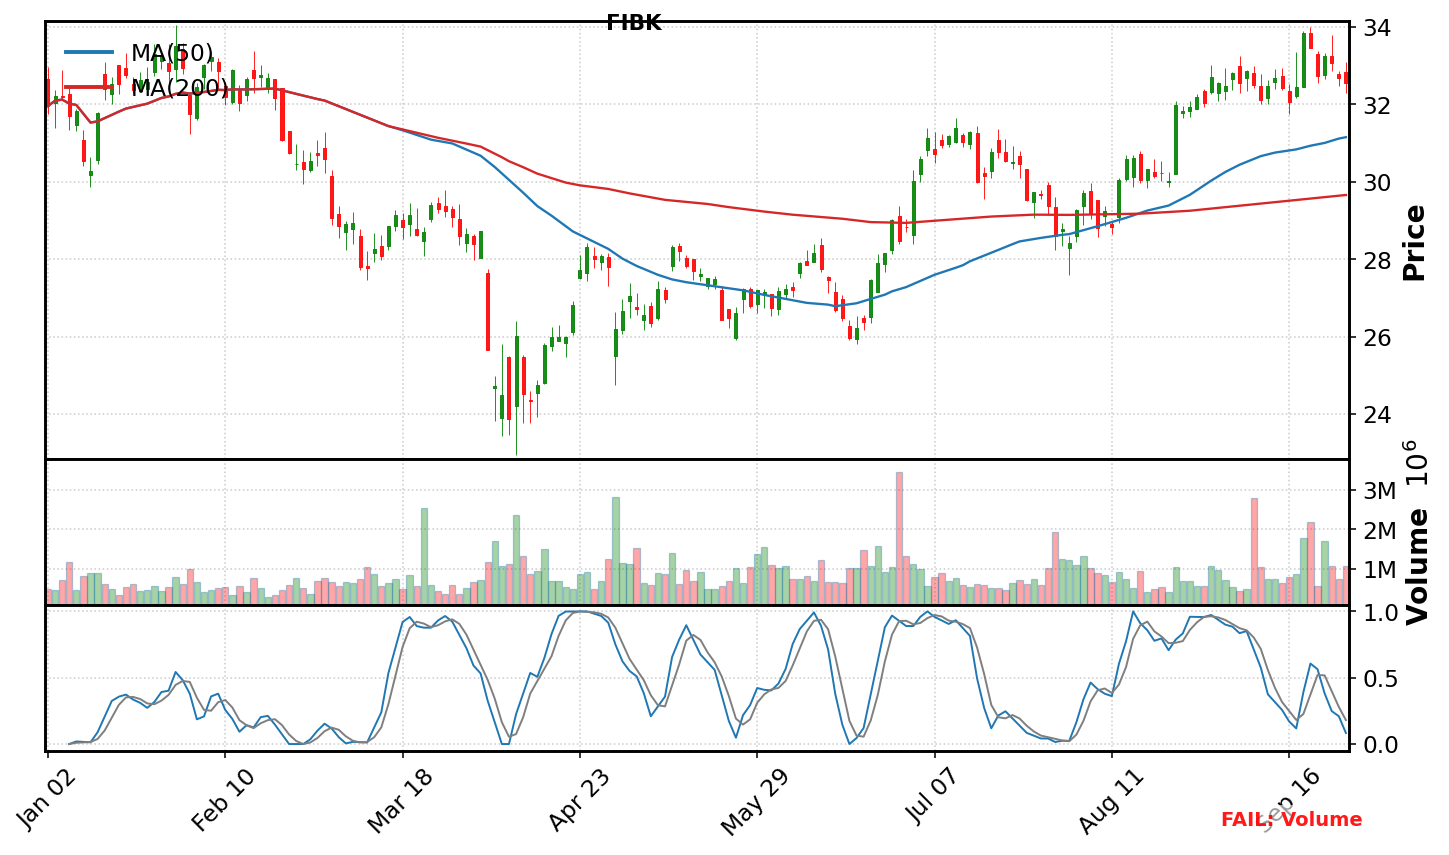 FIBK
MA(50)
MA(200)
34
32
30
28
26
24
Price
3M
2M
1M
Volume 10^6
1.0
0.5
0.0
Jan 02
Feb 10
Mar 18
Apr 23
May 29
Jul 07
Aug 11
Sep 16
FAIL: Volume